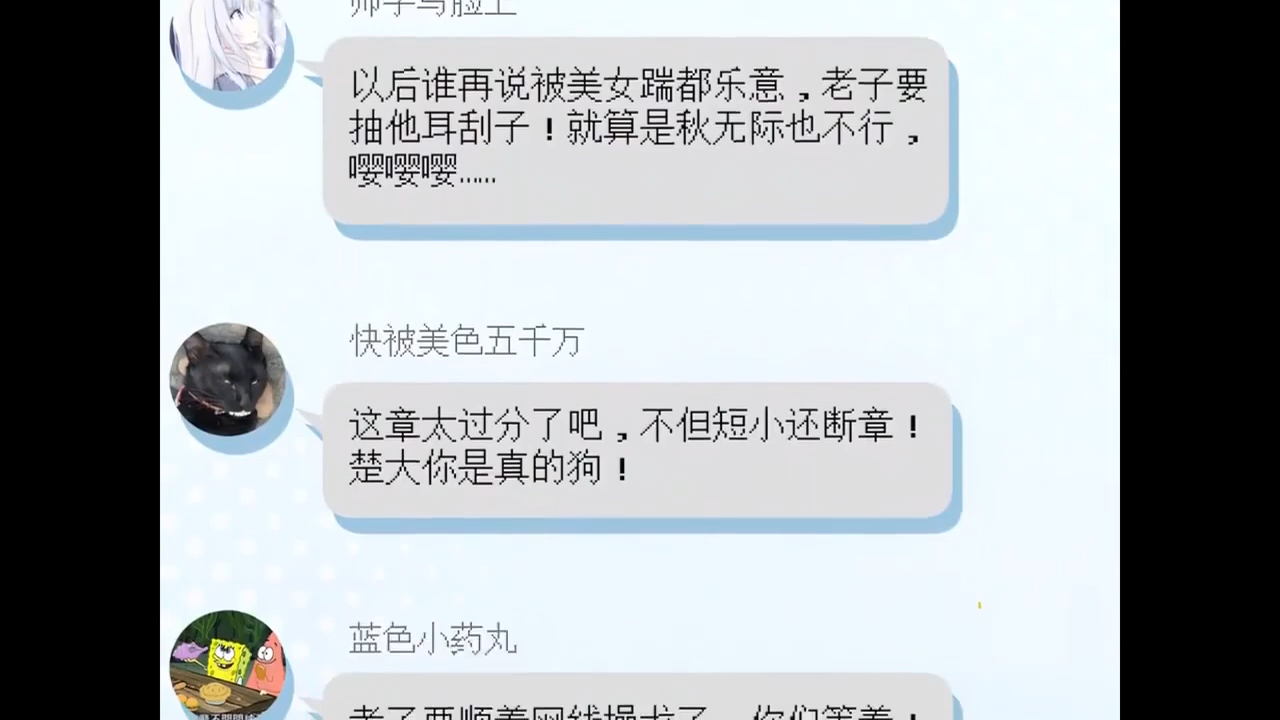 以后谁再说被美女踹都乐意，老子要
抽他耳刮子！就算是秋无际也不行，
嘤嘤嘤……
快被美色五千万
这章太过分了吧，不但短小还断章！
楚大你是真的狗！
蓝色小药丸